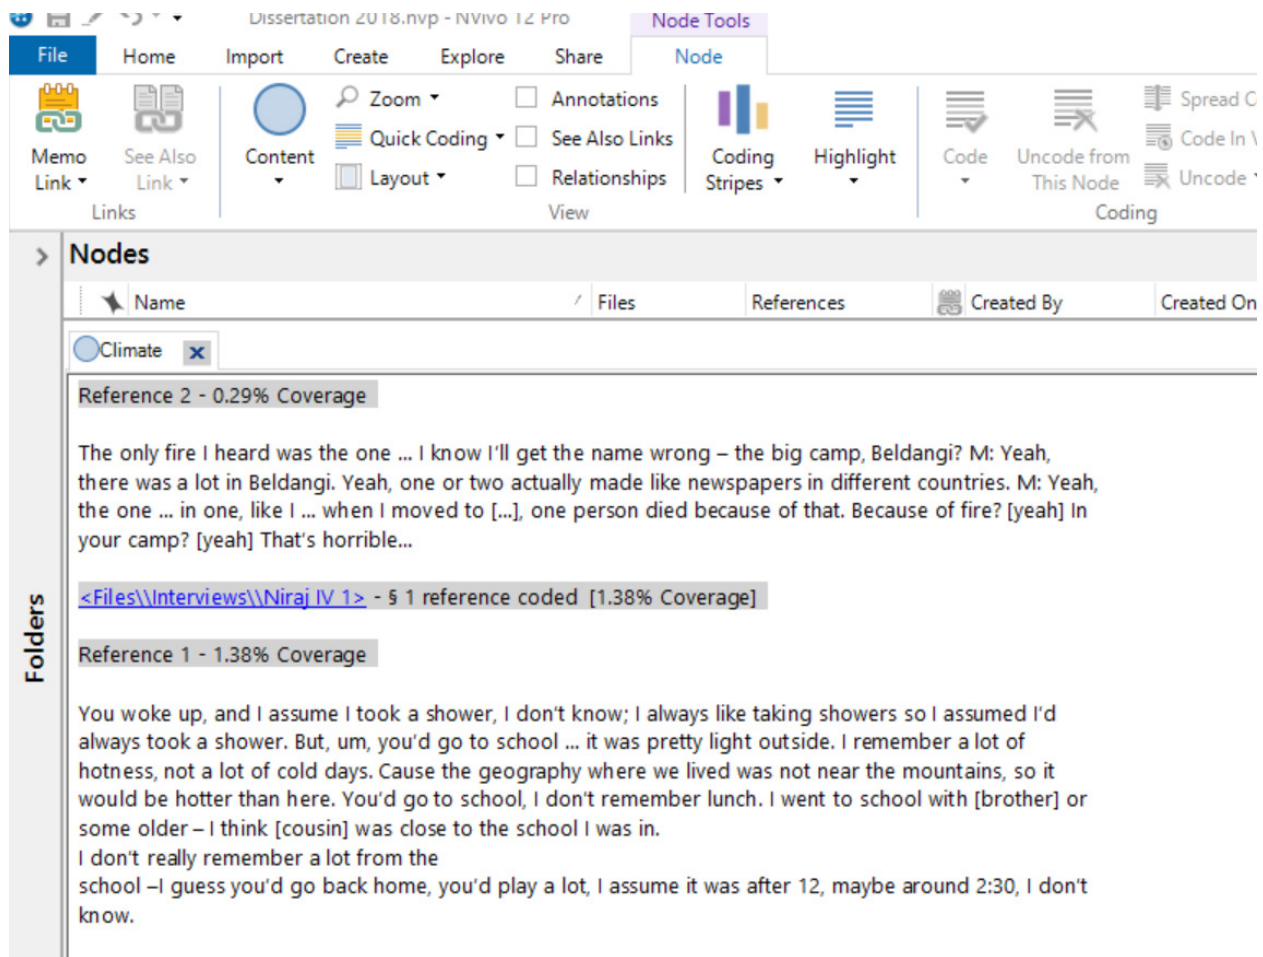 Dissertation 2018.nvp - NVivo 12 Pro
Node Tools
File Home Import Create Explore Share Node
Memo Link
See Also Link
Links
Content
Zoom
Quick Coding
Layout
Annotations
See Also Links
Relationships
View
Coding Stripes
Highlight
Code
Uncode from This Node
Spread
Code In
Uncode
Coding
Folders
Nodes
Name Files References Created By Created On
Climate
Reference 2 - 0.29% Coverage
The only fire I heard was the one ... I know I'll get the name wrong – the big camp, Beldangi? M: Yeah,
there was a lot in Beldangi. Yeah, one or two actually made like newspapers in different countries. M: Yeah,
the one ... in one, like I ... when I moved to [...], one person died because of that. Because of fire? [yeah] In
your camp? [yeah] That's horrible...
<Files\\Interviews\\Niraj IV 1> - § 1 reference coded [1.38% Coverage]
Reference 1 - 1.38% Coverage
You woke up, and I assume I took a shower, I don't know; I always like taking showers so I assumed I'd
always took a shower. But, um, you'd go to school ... it was pretty light outside. I remember a lot of
hotness, not a lot of cold days. Cause the geography where we lived was not near the mountains, so it
would be hotter than here. You'd go to school, I don't remember lunch. I went to school with [brother] or
some older – I think [cousin] was close to the school I was in.
I don't really remember a lot from the
school –I guess you'd go back home, you'd play a lot, I assume it was after 12, maybe around 2:30, I don't
know.